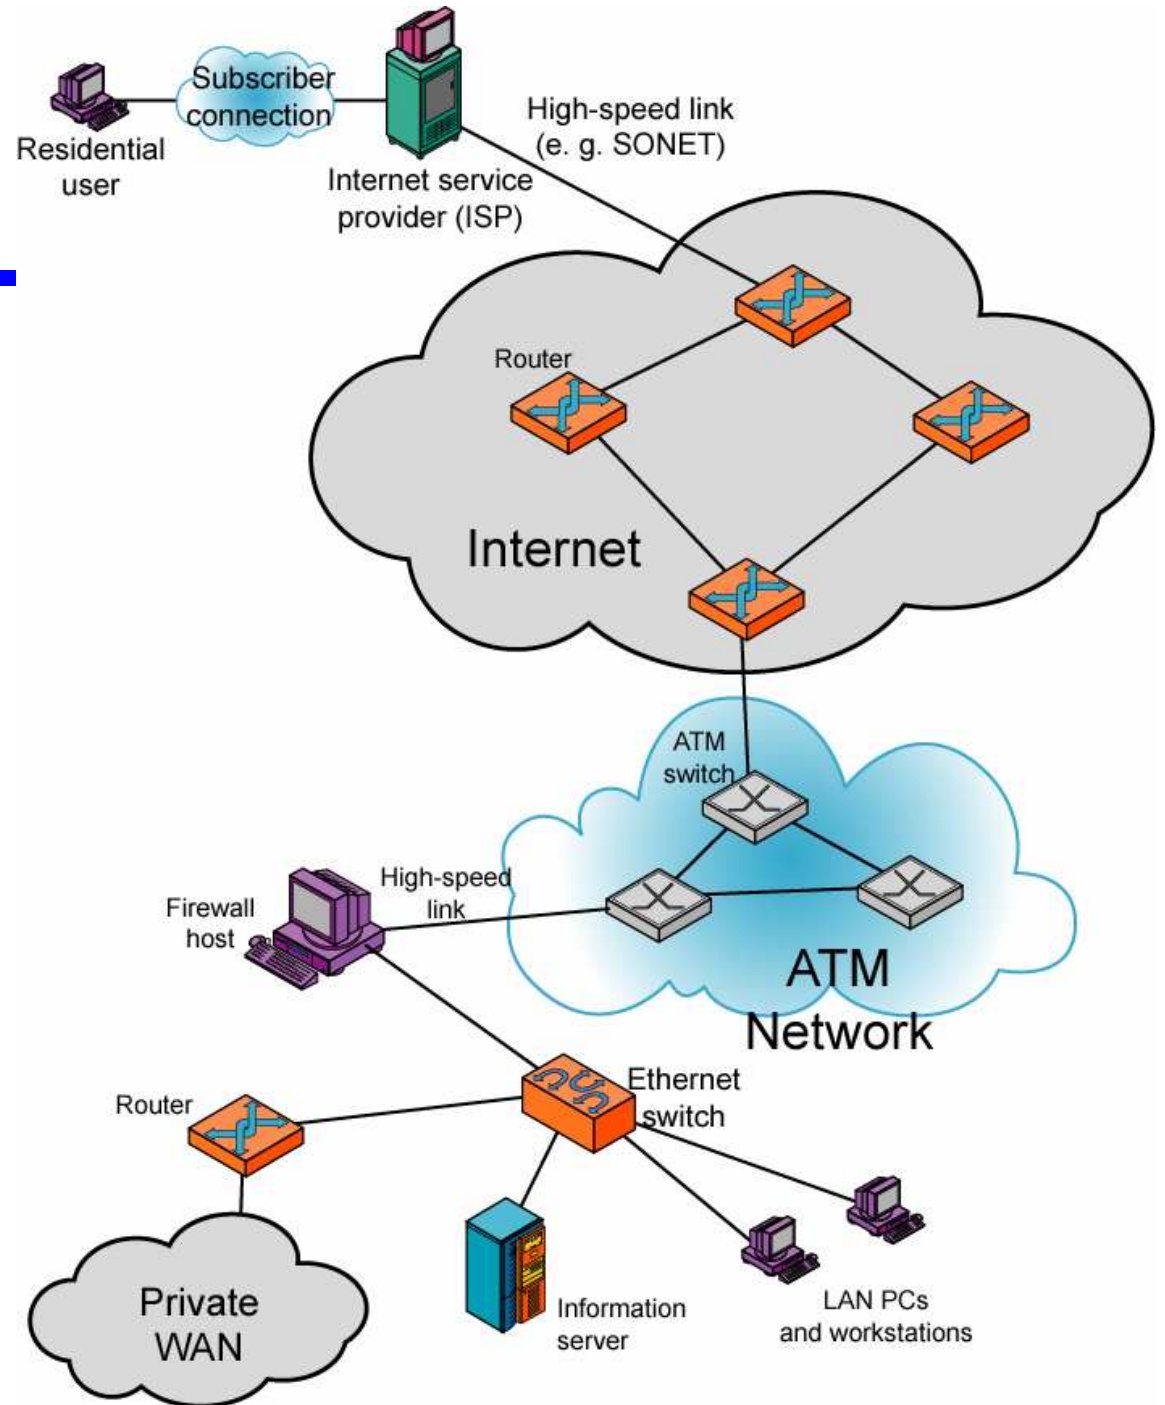 Subscriber
connection
Residential
user
Internet service
provider (ISP)
High-speed link
(e. g. SONET)
Router
Internet
ATM
switch
High-speed
link
Firewall
host
ATM
Network
Ethernet
switch
Router
Private
WAN
Information
server
LAN PCs
and workstations